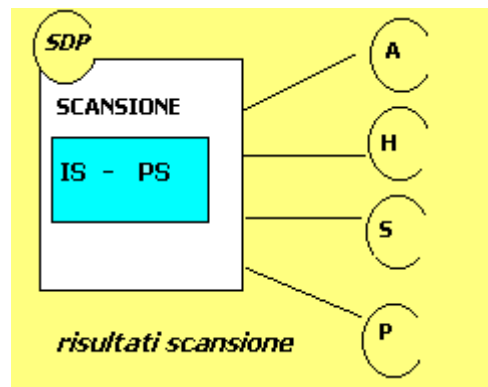 SDP
A
SCANSIONE
H
IS - PS
S
P
risultati scansione